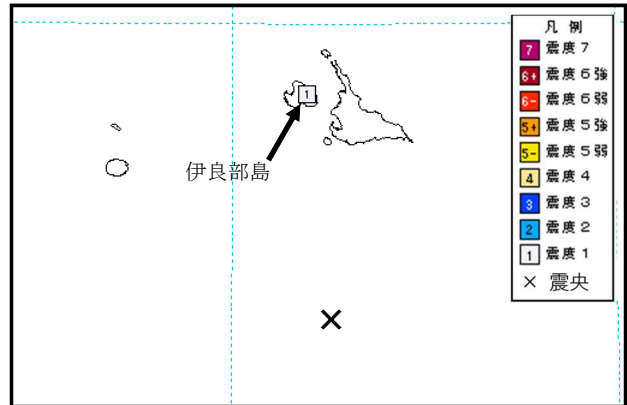 凡例
7 震度7
6+ 震度6強
6- 震度6弱
5+ 震度5強
5- 震度5弱
4 震度4
3 震度3
2 震度2
1 震度1
× 震央
1
伊良部島
×